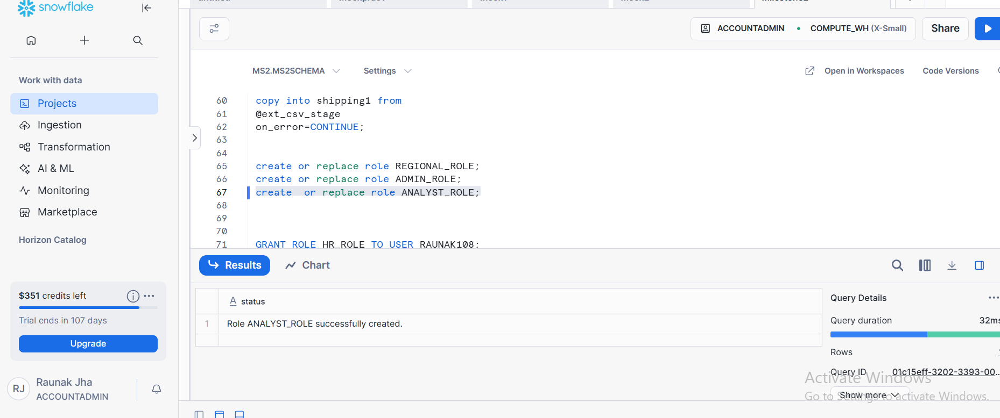 snowflake
ACCOUNTADMIN • COMPUTE_WH (X-Small)
Share
MS2.MS2SCHEMA
Settings
Open in Workspaces
Code Versions
Work with data
Projects
Ingestion
Transformation
AI & ML
Monitoring
Marketplace
Horizon Catalog
$351 credits left
Trial ends in 107 days
Upgrade
RJ
Raunak Jha
ACCOUNTADMIN
60 copy into shipping1 from
61 @ext_csv_stage
62 on_error=CONTINUE;
63
64
65 create or replace role REGIONAL_ROLE;
66 create or replace role ADMIN_ROLE;
67 create  or replace role ANALYST_ROLE;
68
69
70
71 GRANT ROLE HR_ROLE TO USER RAUNAK108;
Results
Chart
A status
1 Role ANALYST_ROLE successfully created.
Query Details
Query duration 32ms
Rows
Query ID 01c15eff-3202-3393-00...
Show more
Activate Windows
Go to Settings to activate Windows.